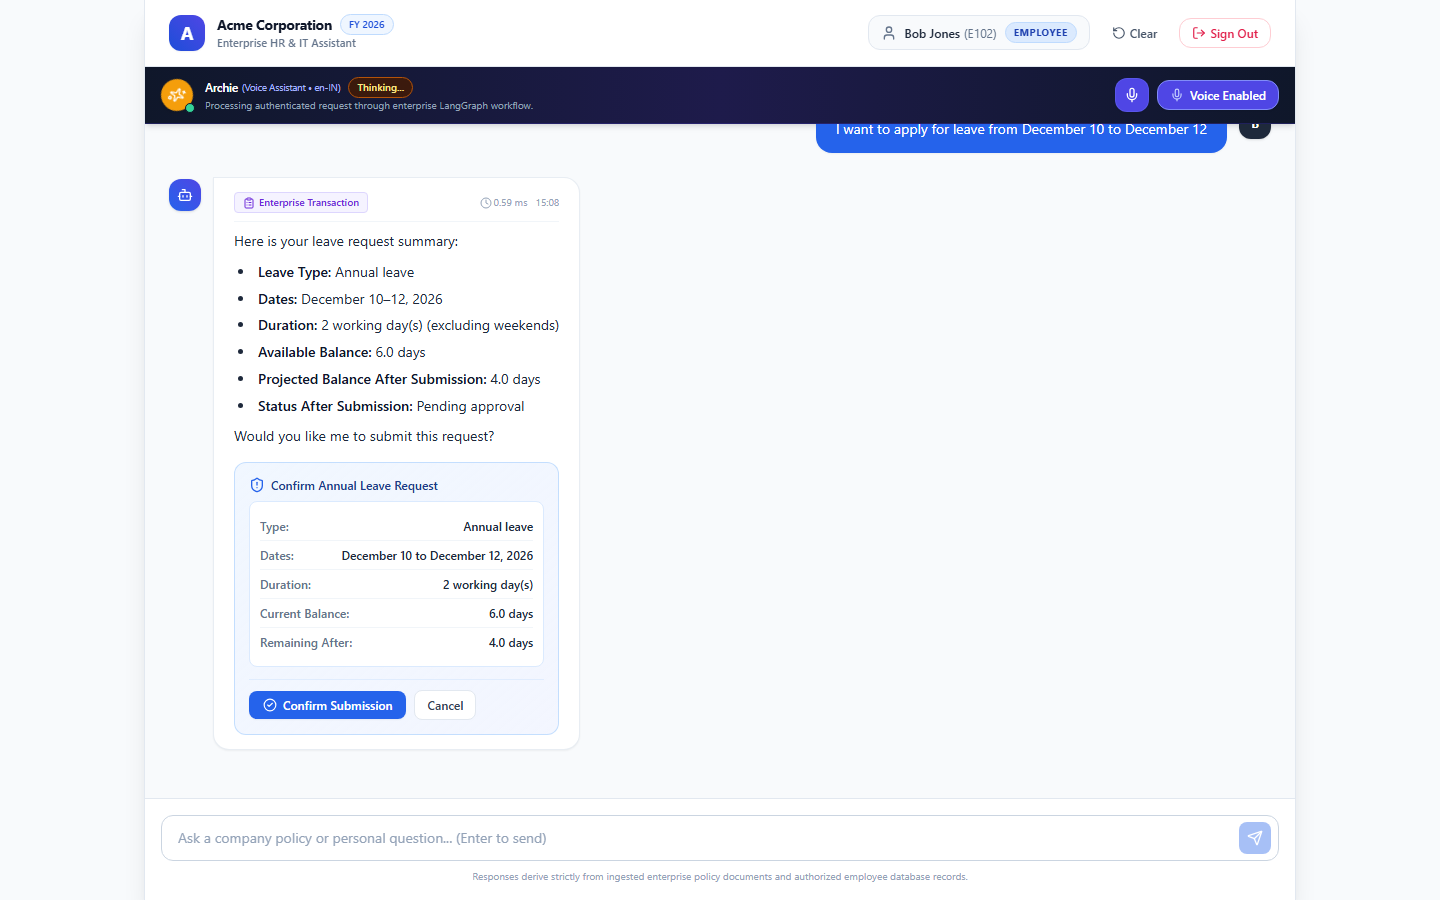 A
Acme Corporation
FY 2026
Enterprise HR & IT Assistant
Bob Jones (E102)
EMPLOYEE
Clear
Sign Out
Archie (Voice Assistant • en-IN)
Thinking...
Processing authenticated request through enterprise LangGraph workflow.
Voice Enabled
I want to apply for leave from December 10 to December 12
B
Enterprise Transaction
0.59 ms 15:08
Here is your leave request summary:
• Leave Type: Annual leave
• Dates: December 10–12, 2026
• Duration: 2 working day(s) (excluding weekends)
• Available Balance: 6.0 days
• Projected Balance After Submission: 4.0 days
• Status After Submission: Pending approval
Would you like me to submit this request?
Confirm Annual Leave Request
Type: Annual leave
Dates: December 10 to December 12, 2026
Duration: 2 working day(s)
Current Balance: 6.0 days
Remaining After: 4.0 days
Confirm Submission
Cancel
Ask a company policy or personal question... (Enter to send)
Responses derive strictly from ingested enterprise policy documents and authorized employee database records.